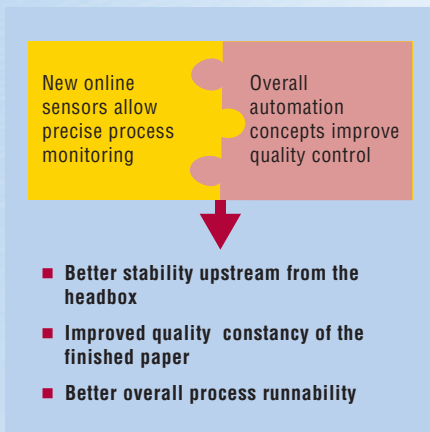 New online
sensors allow
precise process
monitoring
Overall
automation
concepts improve
quality control
■ Better stability upstream from the
headbox
■ Improved quality constancy of the
finished paper
■ Better overall process runnability